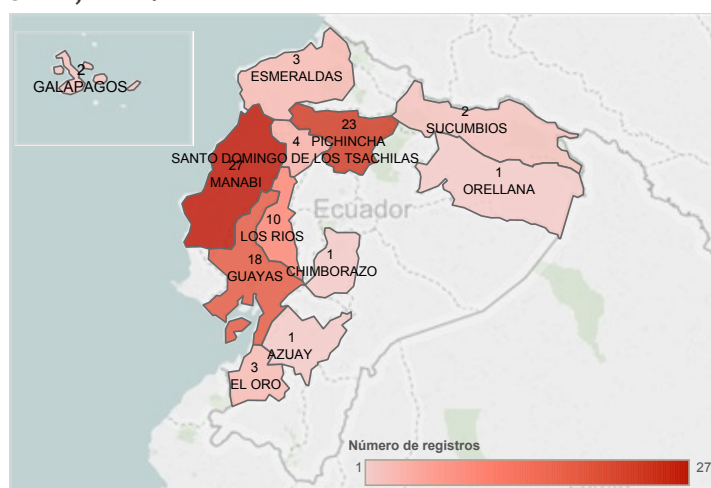 2
GALAPAGOS
3
ESMERALDAS
23
PICHINCHA
2
SUCUMBIOS
4
SANTO DOMINGO DE LOS TSACHILAS
27
MANABI
1
ORELLANA
Ecuador
10
LOS RIOS
18
GUAYAS
1
CHIMBORAZO
1
AZUAY
3
EL ORO
Número de registros
1
27